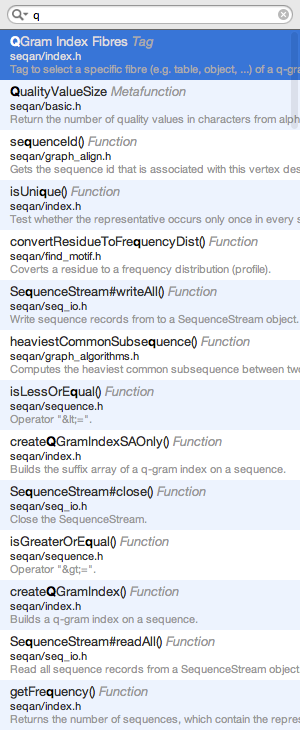 q
QGram Index Fibres Tag
seqan/index.h
Tag to select a specific fibre (e.g. table, object, ...) of a q-gra
QualityValueSize Metafunction
seqan/basic.h
Return the number of quality values in characters from alph
sequenceId() Function
seqan/graph_align.h
Gets the sequence id that is associated with this vertex des
isUnique() Function
seqan/index.h
Test whether the representative occurs only once in every s
convertResidueToFrequencyDist() Function
seqan/find_motif.h
Coverts a residue to a frequency distribution (profile).
SequenceStream#writeAll() Function
seqan/seq_io.h
Write sequence records from to a SequenceStream object.
heaviestCommonSubsequence() Function
seqan/graph_algorithms.h
Computes the heaviest common subsequence between two
isLessOrEqual() Function
seqan/sequence.h
Operator "&lt;=".
createQGramIndexSAOnly() Function
seqan/index.h
Builds the suffix array of a q-gram index on a sequence.
SequenceStream#close() Function
seqan/seq_io.h
Close the SequenceStream.
isGreaterOrEqual() Function
seqan/sequence.h
Operator "&gt;=".
createQGramIndex() Function
seqan/index.h
Builds a q-gram index on a sequence.
SequenceStream#readAll() Function
seqan/seq_io.h
Read all sequence records from a SequenceStream object
getFrequency() Function
seqan/index.h
Returns the number of sequences, which contain the repres